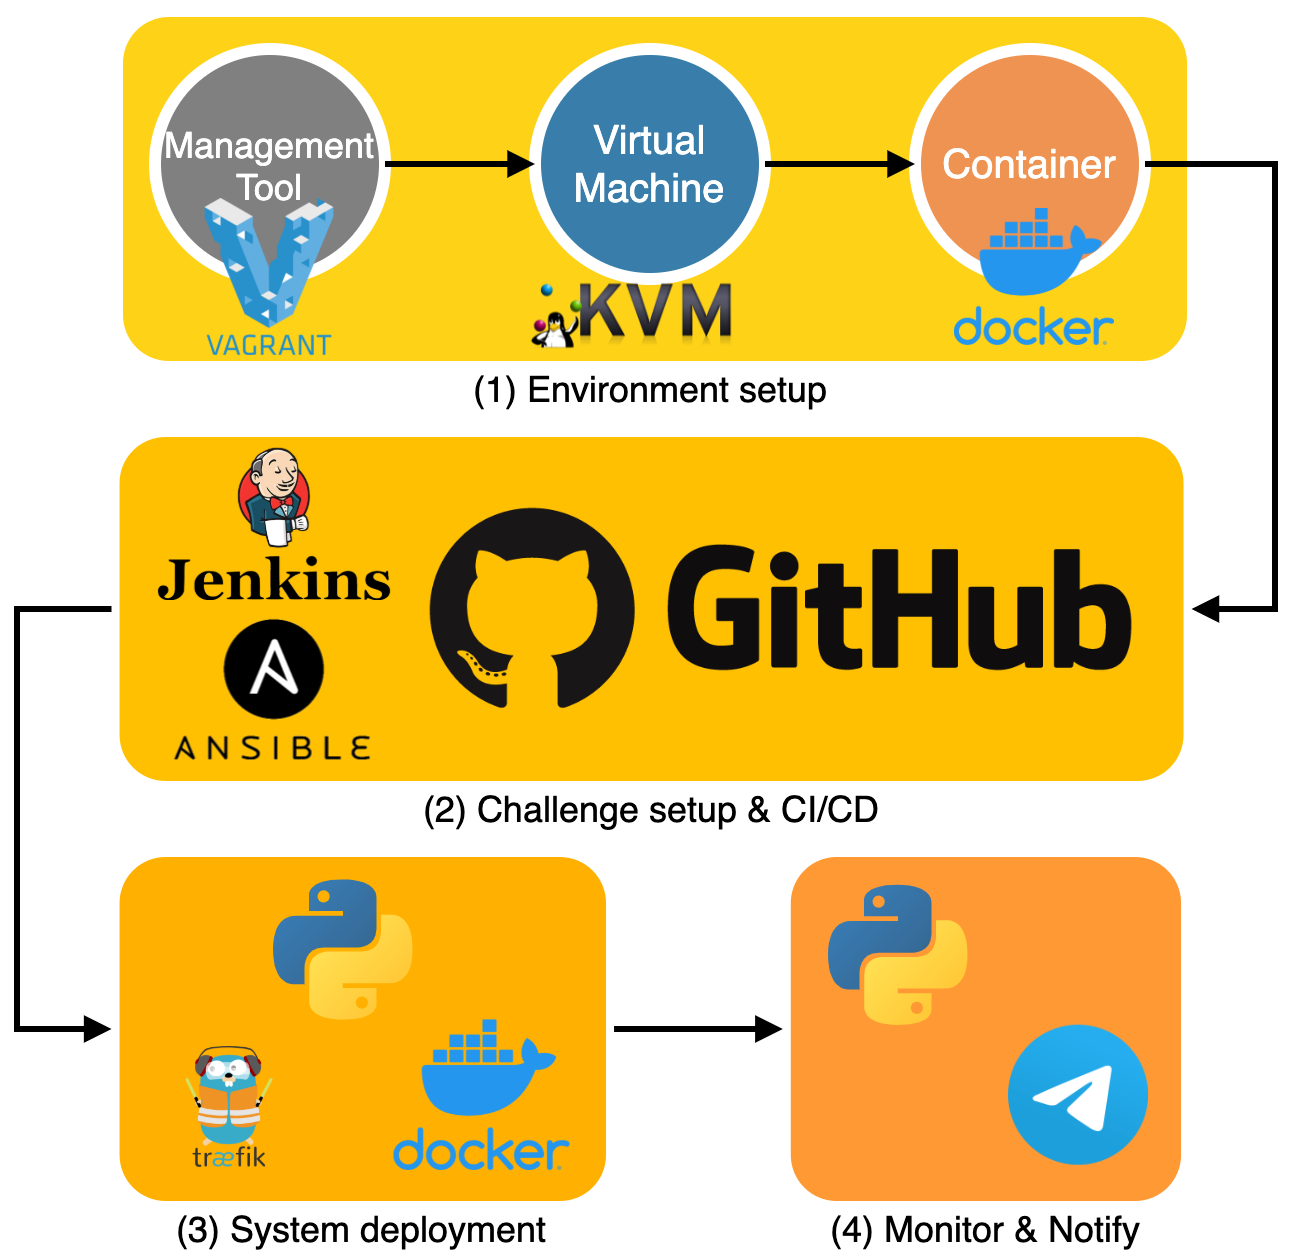 Management
Tool
VAGRANT
Virtual
Machine
KVM
Container
docker
(1) Environment setup
Jenkins
ANSIBLE
GitHub
(2) Challenge setup & CI/CD
træfik
docker
(3) System deployment
(4) Monitor & Notify